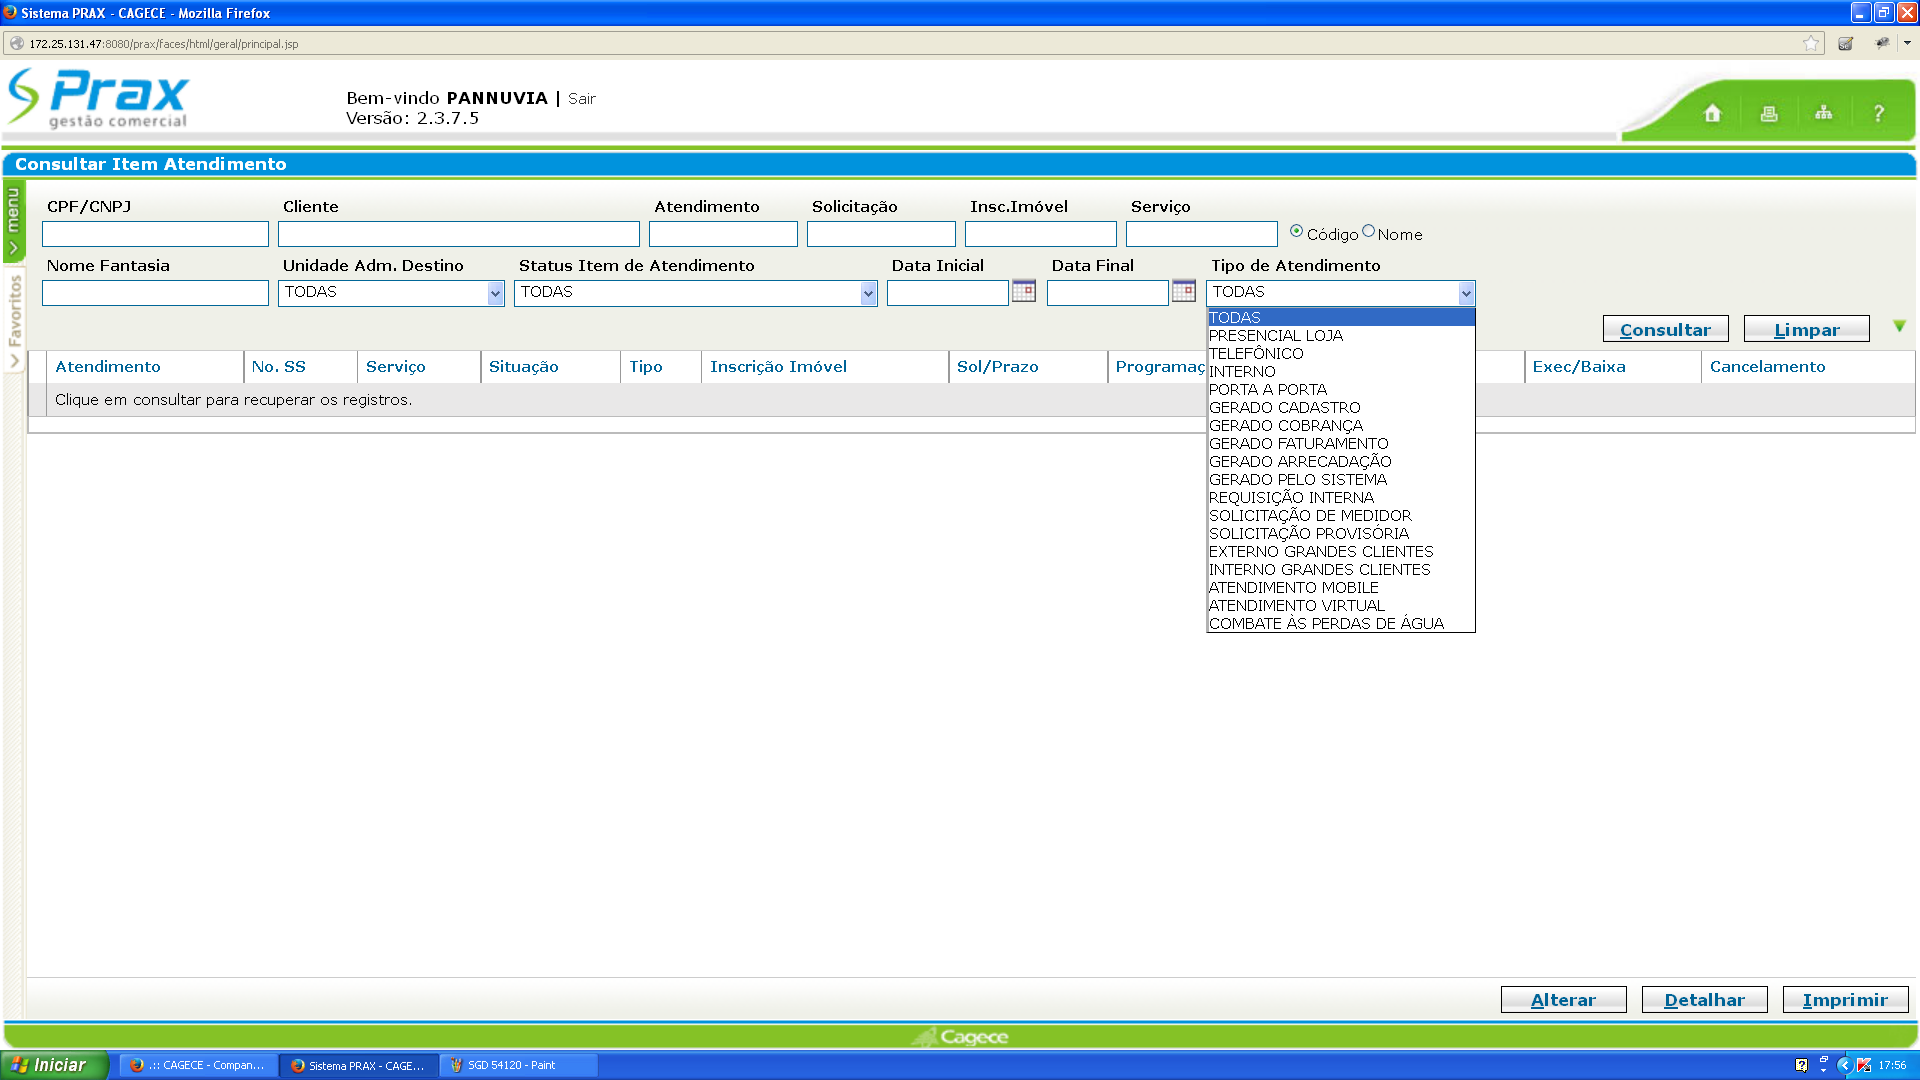 Sistema PRAX - CAGECE - Mozilla Firefox
172.25.131.47:8080/prax/faces/html/geral/principal.jsp
Prax
gestão comercial
Bem-vindo PANNUVIA | Sair
Versão: 2.3.7.5
?
Consultar Item Atendimento
menu
Favoritos
CPF/CNPJ Cliente Atendimento Solicitação Insc.Imóvel Serviço
Código Nome
Nome Fantasia Unidade Adm. Destino Status Item de Atendimento Data Inicial Data Final Tipo de Atendimento
TODAS TODAS TODAS
TODAS
PRESENCIAL LOJA
TELEFÔNICO
INTERNO
PORTA A PORTA
GERADO CADASTRO
GERADO COBRANÇA
GERADO FATURAMENTO
GERADO ARRECADAÇÃO
GERADO PELO SISTEMA
REQUISIÇÃO INTERNA
SOLICITAÇÃO DE MEDIDOR
SOLICITAÇÃO PROVISÓRIA
EXTERNO GRANDES CLIENTES
INTERNO GRANDES CLIENTES
ATENDIMENTO MOBILE
ATENDIMENTO VIRTUAL
COMBATE ÀS PERDAS DE ÁGUA
Consultar Limpar
Atendimento No. SS Serviço Situação Tipo Inscrição Imóvel Sol/Prazo Programaç Exec/Baixa Cancelamento
Clique em consultar para recuperar os registros.
Alterar Detalhar Imprimir
Cagece
Iniciar .:: CAGECE - Compan... Sistema PRAX - CAGE... SGD 54120 - Paint 17:56